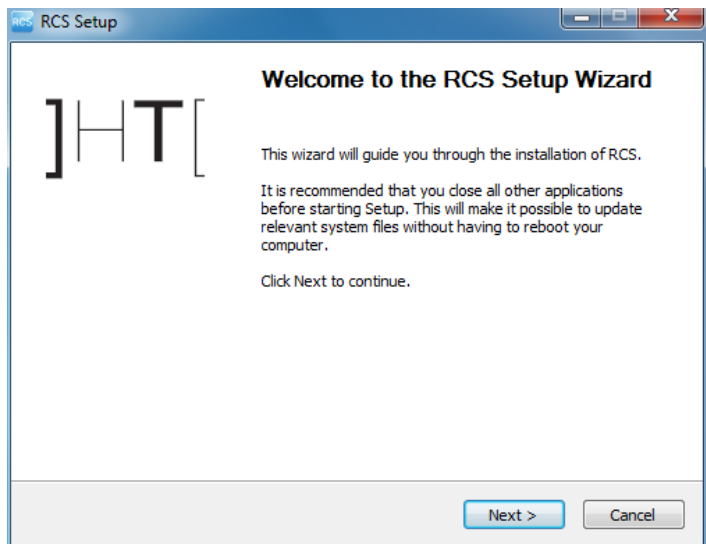 RCS RCS Setup
]HT[
Welcome to the RCS Setup Wizard
This wizard will guide you through the installation of RCS.
It is recommended that you close all other applications
before starting Setup. This will make it possible to update
relevant system files without having to reboot your
computer.
Click Next to continue.
Next > Cancel